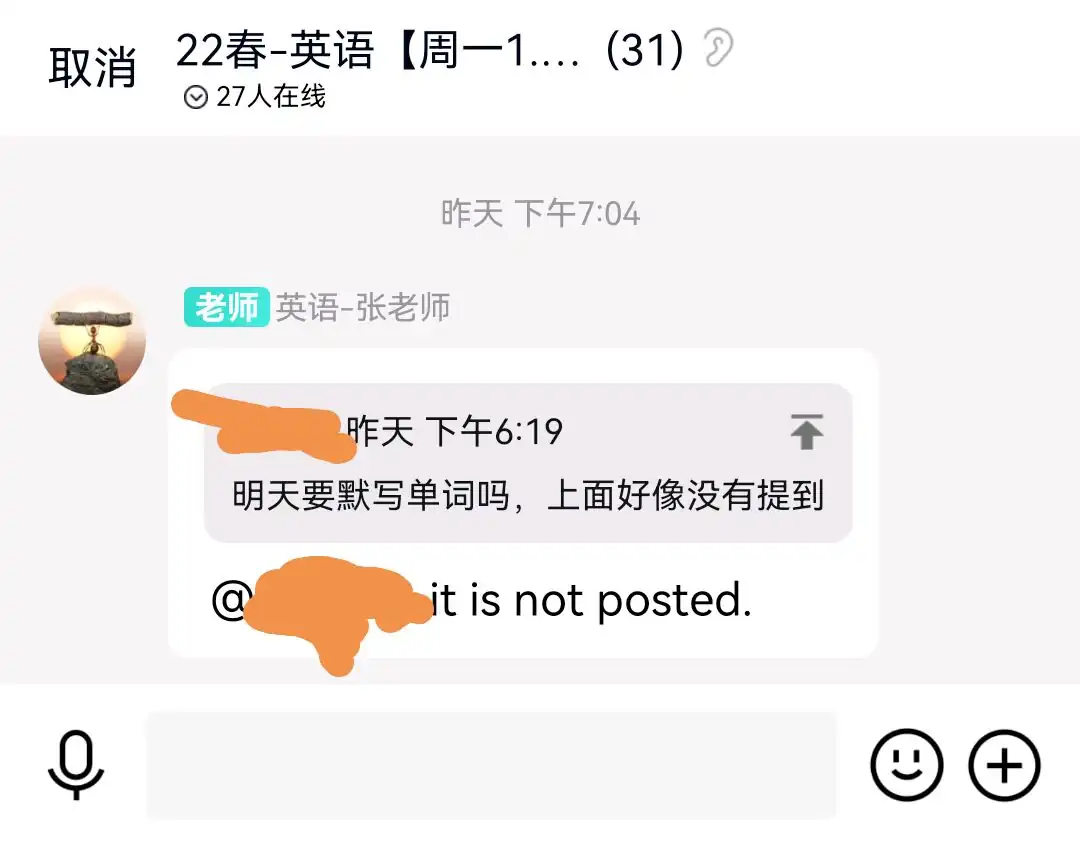 取消
22春-英语【周一1.... (31)
27人在线
昨天 下午7:04
老师 英语-张老师
昨天 下午6:19
明天要默写单词吗，上面好像没有提到
@ it is not posted.